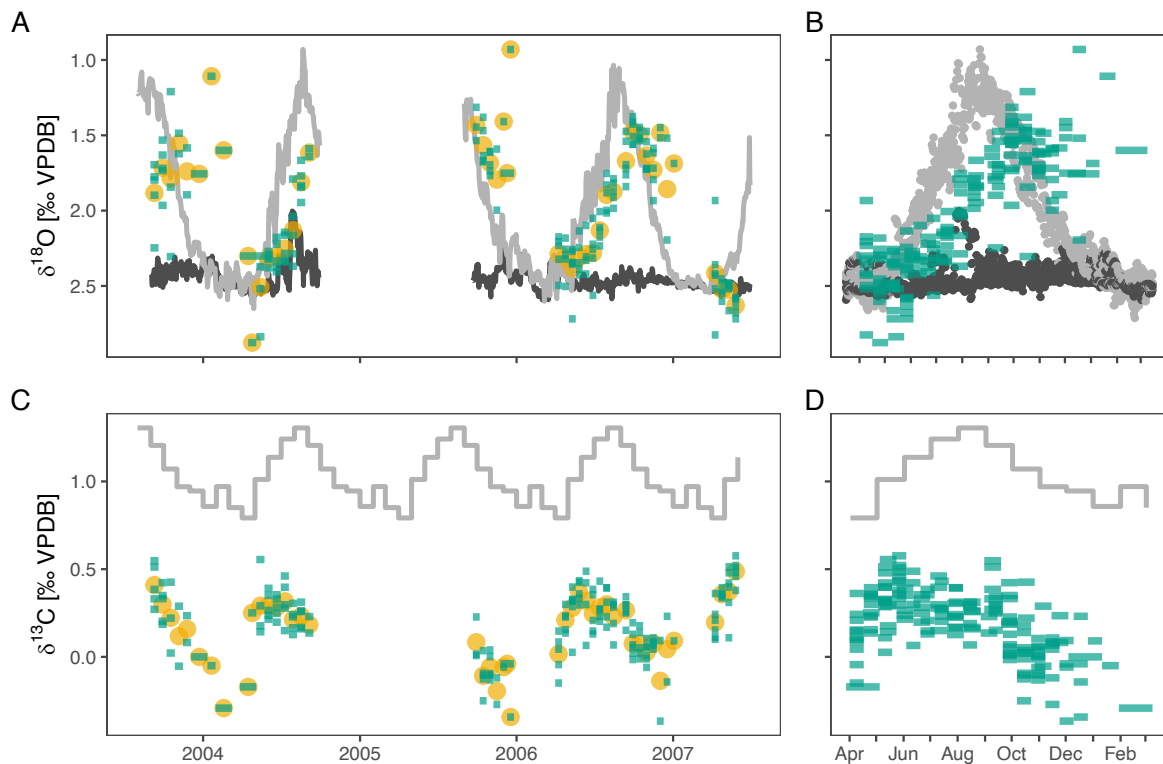 A
B
δ18O [‰ VPDB]
1.0
1.5
2.0
2.5
C
D
δ13C [‰ VPDB]
1.0
0.5
0.0
2004 2005 2006 2007
Apr Jun Aug Oct Dec Feb